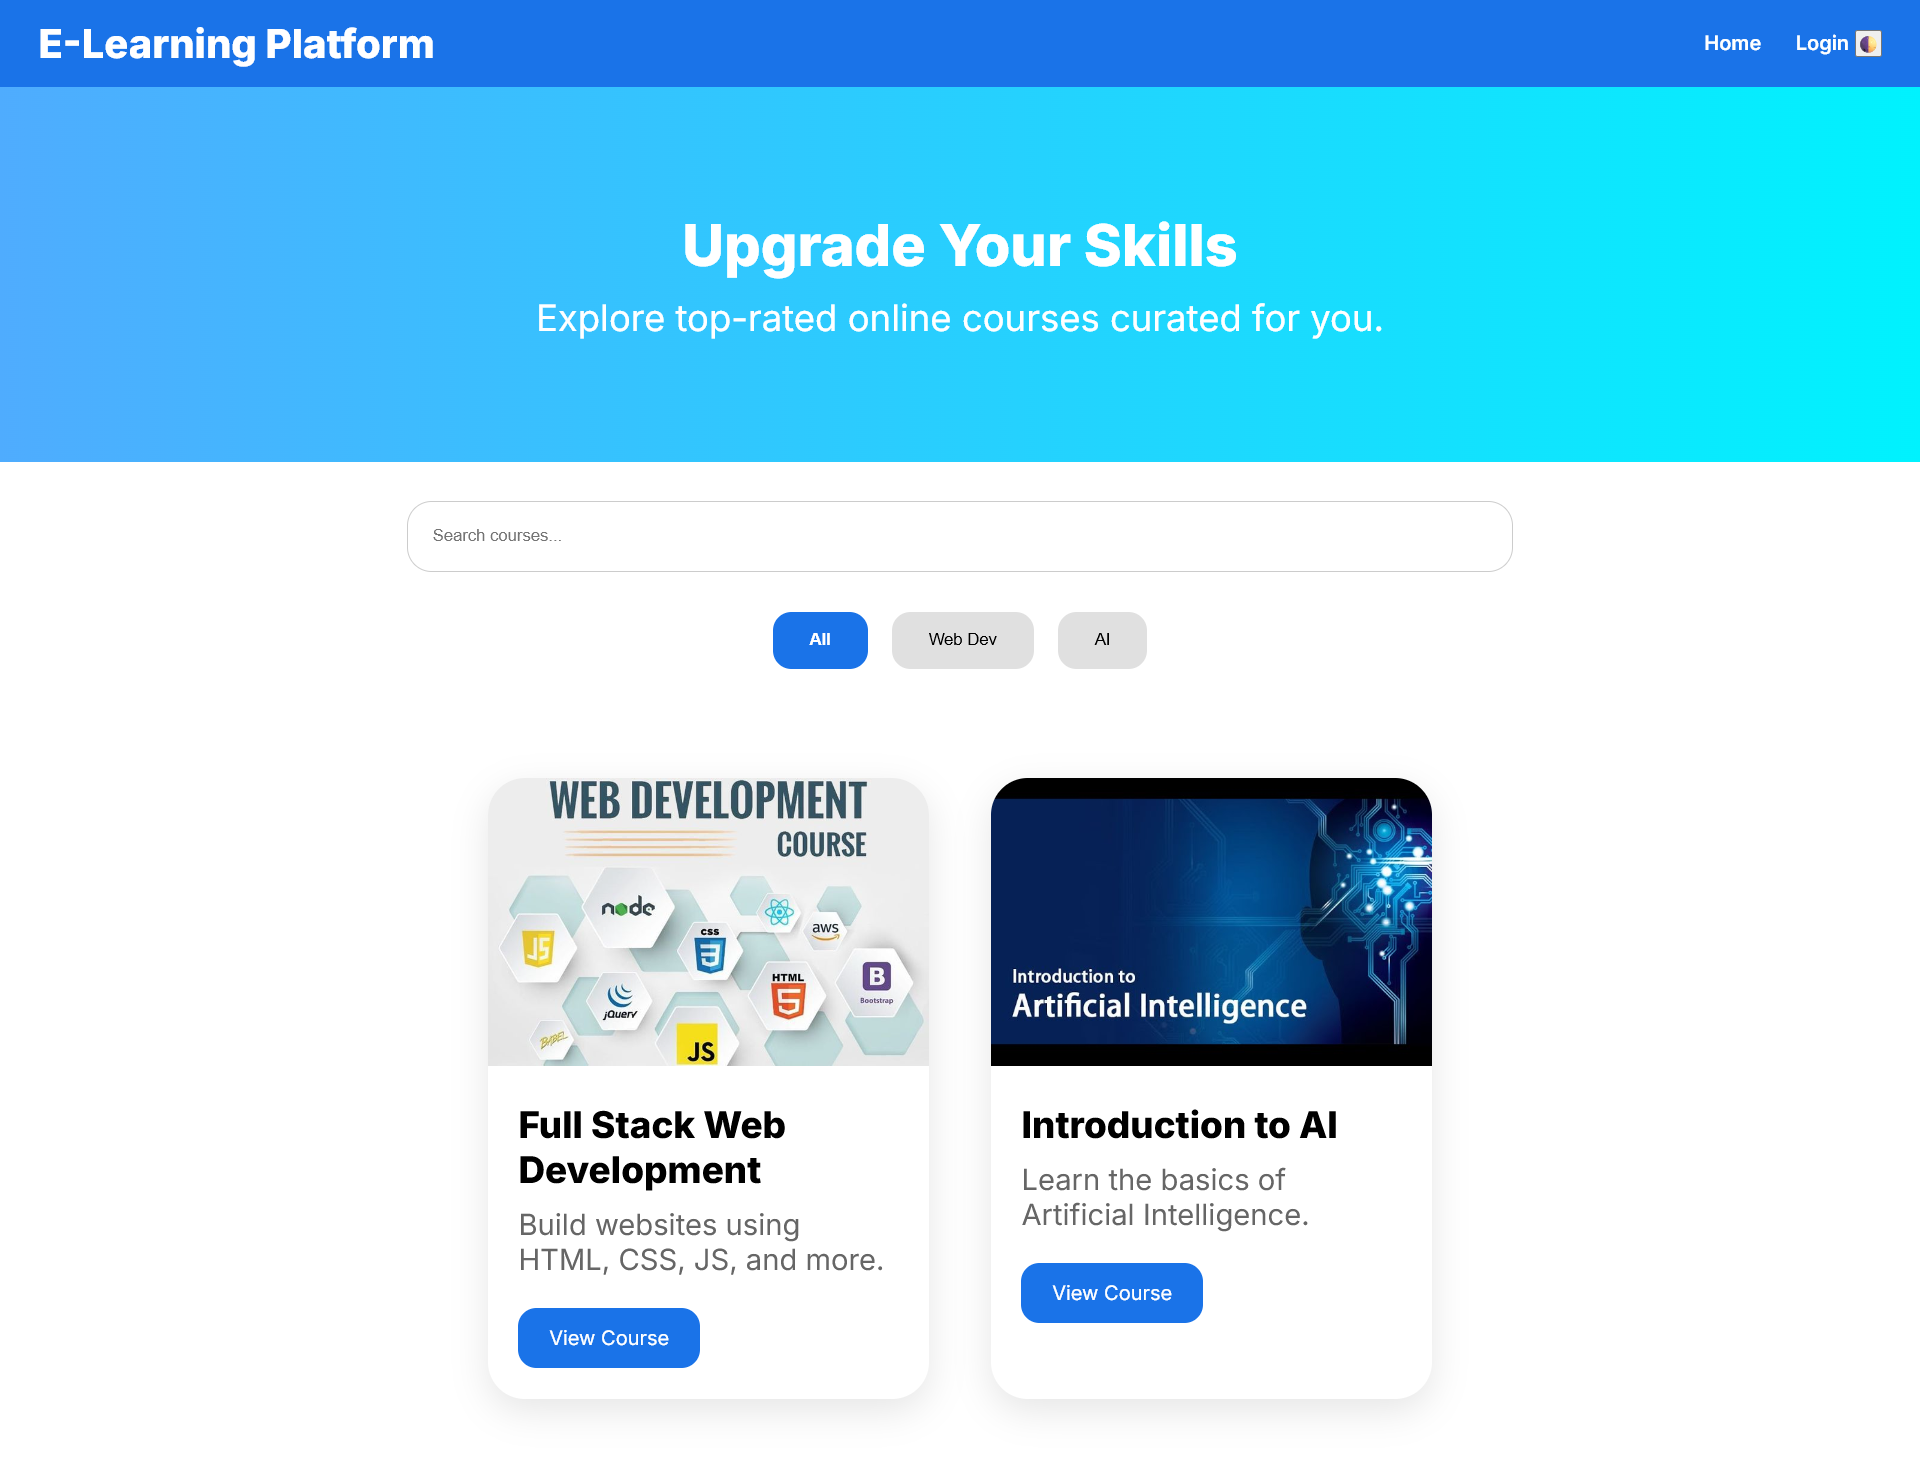 E-Learning Platform
Home
Login
Upgrade Your Skills
Explore top-rated online courses curated for you.
Search courses...
All
Web Dev
AI
WEB DEVELOPMENT
COURSE
node
JS
CSS
3
aws
HTML
5
B
Bootstrap
jQuery
BABEL
JS
Introduction to
Artificial Intelligence
Full Stack Web
Development
Build websites using
HTML, CSS, JS, and more.
View Course
Introduction to AI
Learn the basics of
Artificial Intelligence.
View Course